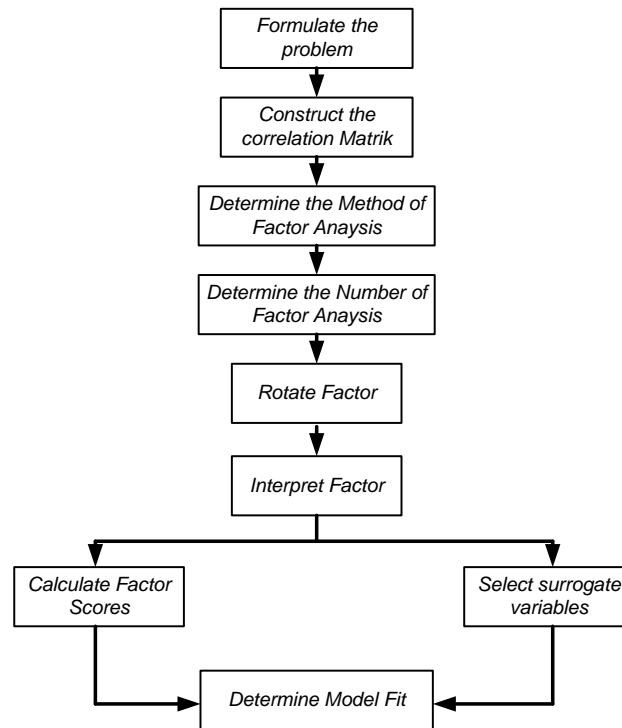 Formulate the
problem
Construct the
correlation Matrik
Determine the Method of
Factor Anaysis
Determine the Number of
Factor Anaysis
Rotate Factor
Interpret Factor
Calculate Factor
Scores
Select surrogate
variables
Determine Model Fit